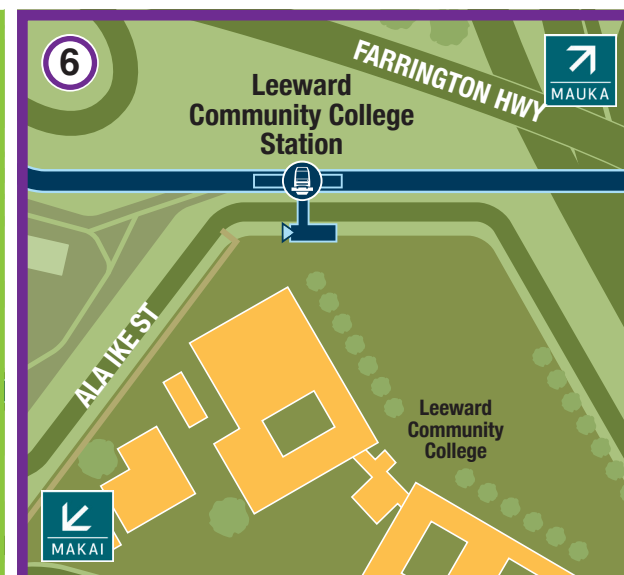 6
FARRINGTON HWY
MAUKA
Leeward
Community College
Station
ALA IKE ST
Leeward
Community
College
MAKAI